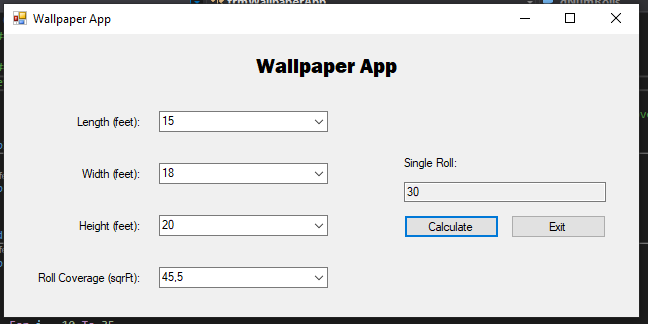 frmWallpaperApp
Wallpaper App
Wallpaper App
Length (feet):
15
Width (feet):
18
Height (feet):
20
Roll Coverage (sqrFt):
45,5
Single Roll:
30
Calculate
Exit